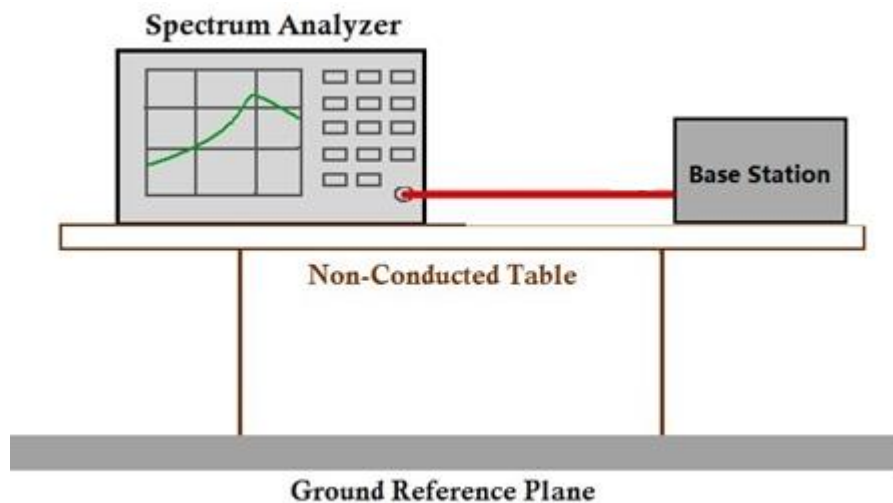 Spectrum Analyzer
Base Station
Non-Conducted Table
Ground Reference Plane